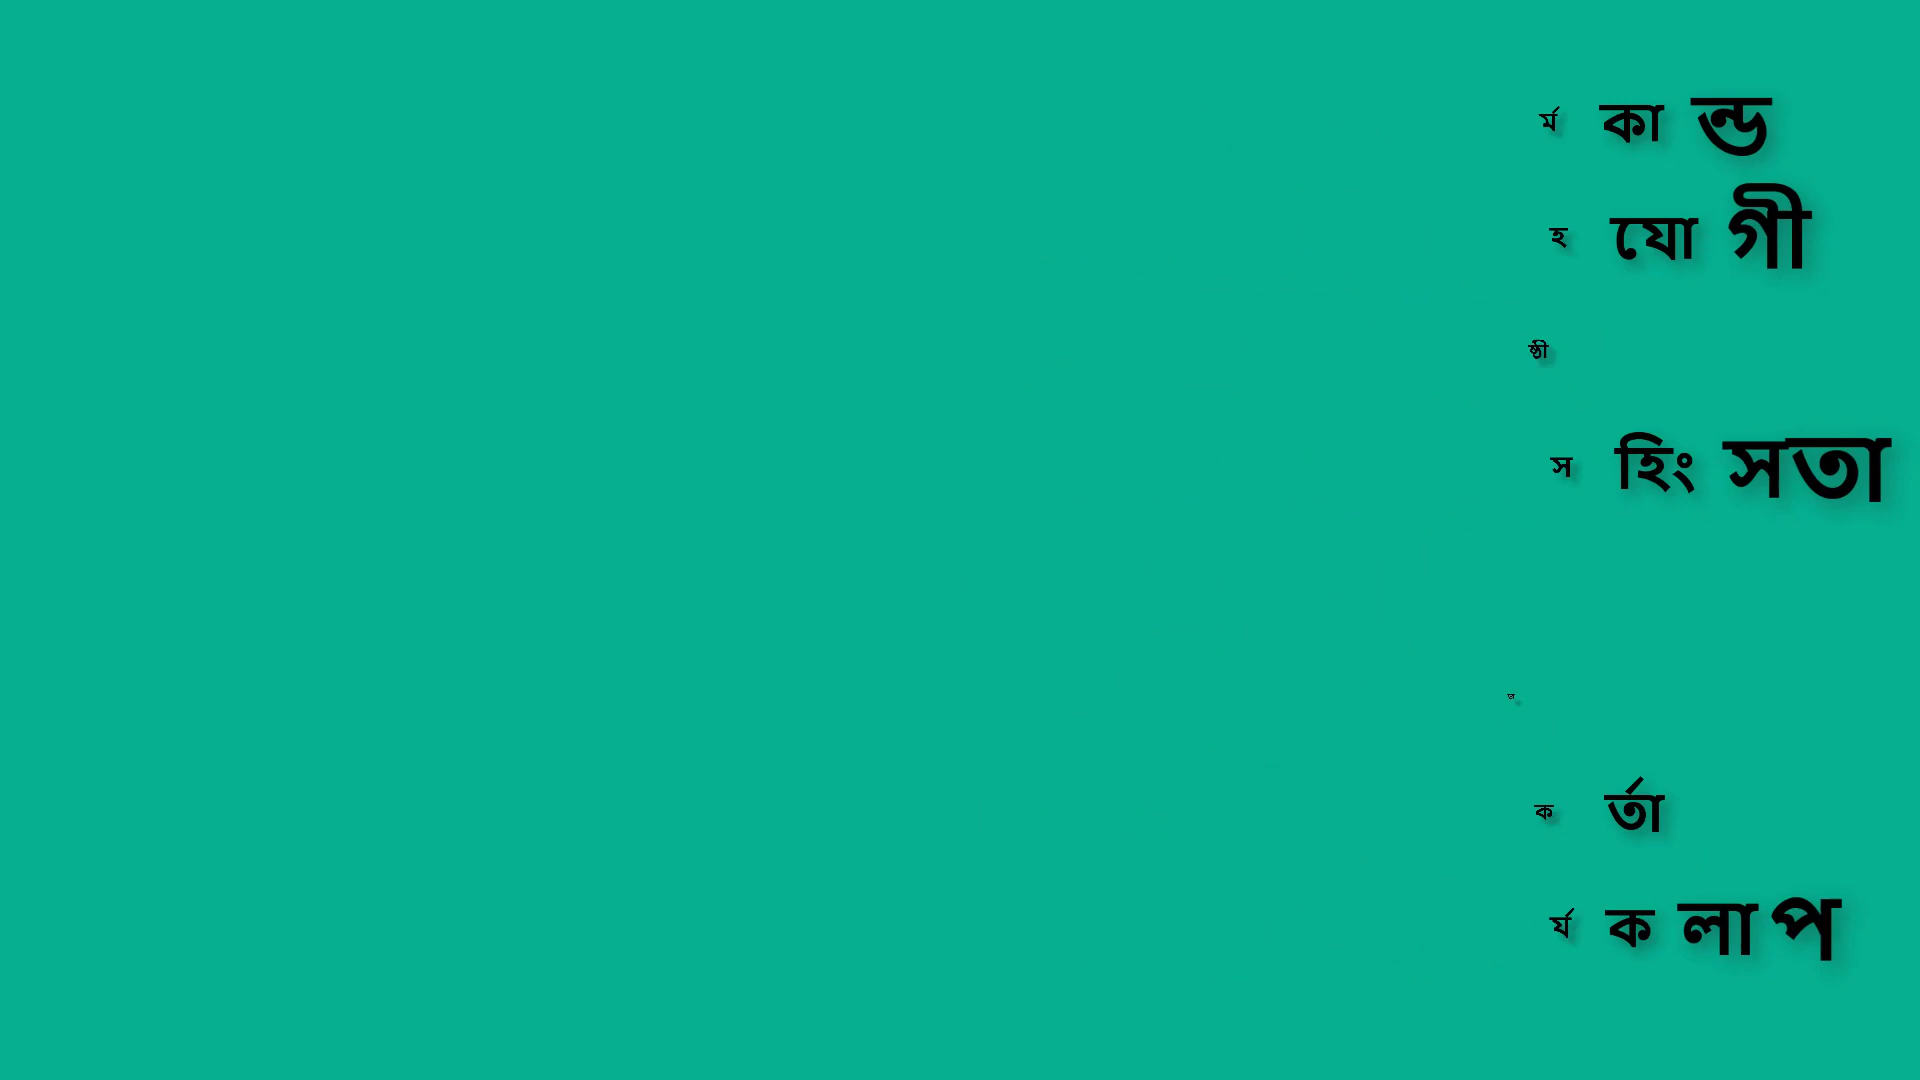 র্ম কা ন্ড
হ যো গী
ষ্ঠী
স হিং সতা
ক র্তা
র্য ক লা প